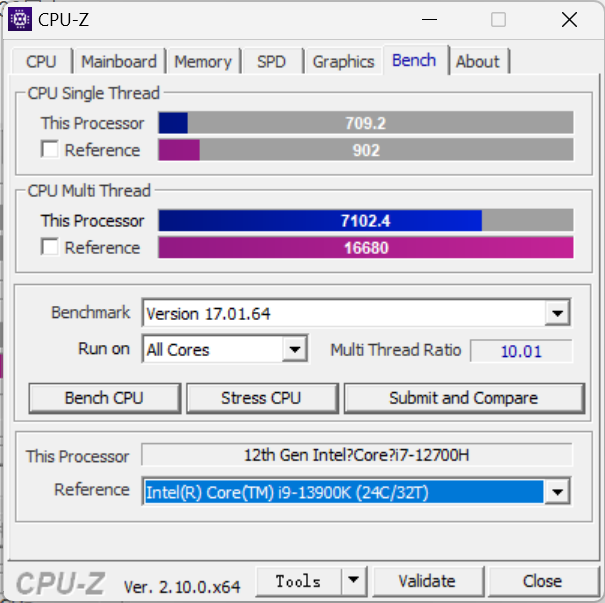 CPU-Z
CPU Mainboard Memory SPD Graphics Bench About
CPU Single Thread
This Processor 709.2
Reference 902
CPU Multi Thread
This Processor 7102.4
Reference 16680
Benchmark Version 17.01.64
Run on All Cores Multi Thread Ratio 10.01
Bench CPU Stress CPU Submit and Compare
This Processor 12th Gen Intel?Core?i7-12700H
Reference Intel(R) Core(TM) i9-13900K (24C/32T)
CPU-Z Ver. 2.10.0.x64 Tools Validate Close